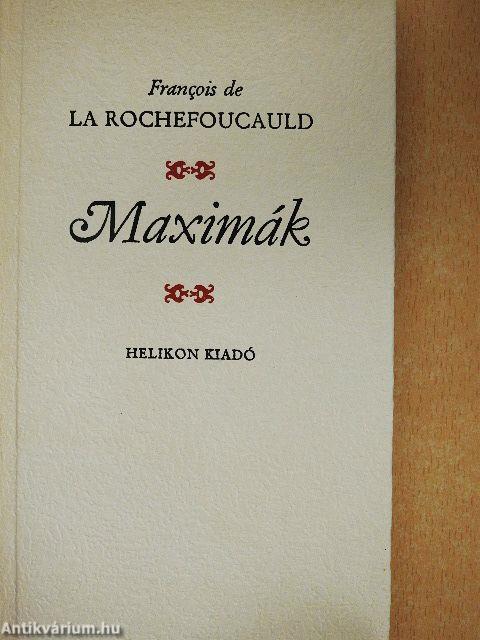 François de
LA ROCHEFOUCAULD
Maximák
HELIKON KIADÓ
Antikvárium.hu